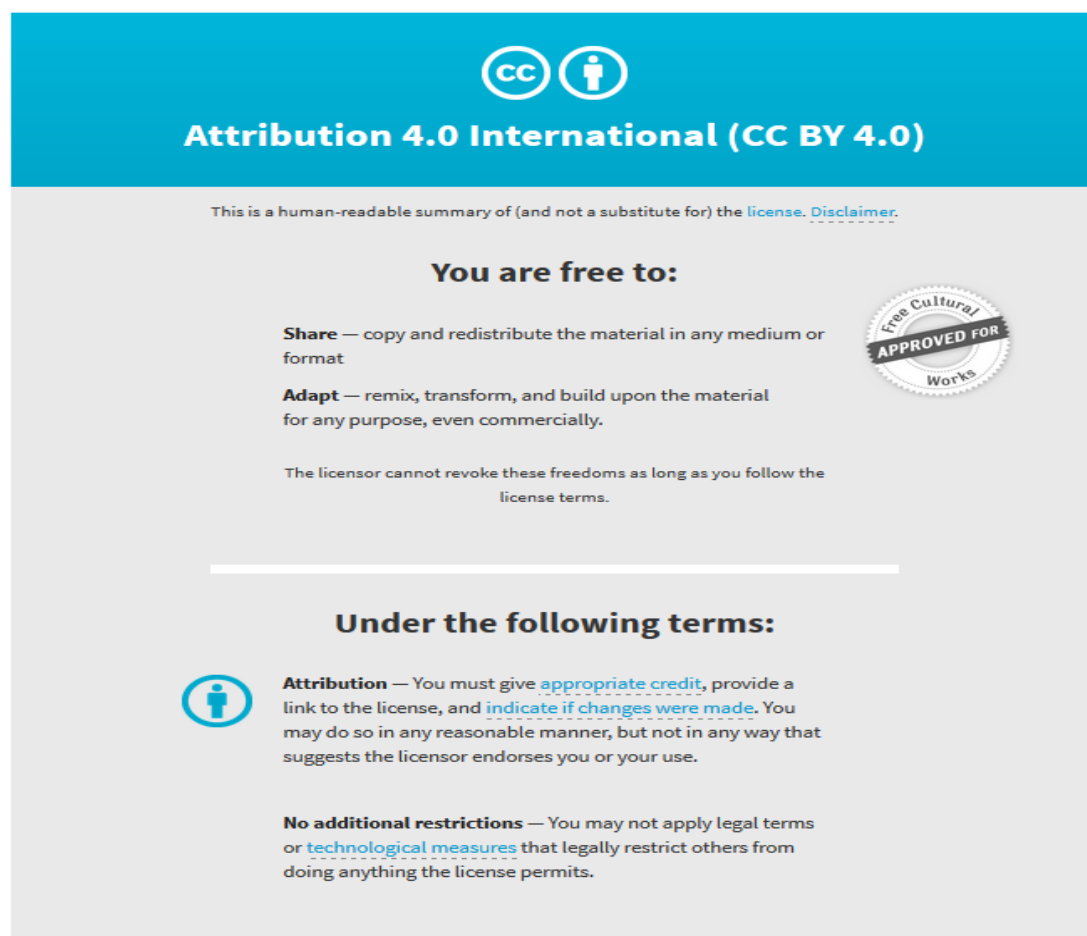 cc
Attribution 4.0 International (CC BY 4.0)
This is a human-readable summary of (and not a substitute for) the license. Disclaimer.
You are free to:
Share — copy and redistribute the material in any medium or
format
Adapt — remix, transform, and build upon the material
for any purpose, even commercially.
Free Cultural
APPROVED FOR
Works
The licensor cannot revoke these freedoms as long as you follow the
license terms.
Under the following terms:
Attribution — You must give appropriate credit, provide a
link to the license, and indicate if changes were made. You
may do so in any reasonable manner, but not in any way that
suggests the licensor endorses you or your use.
No additional restrictions — You may not apply legal terms
or technological measures that legally restrict others from
doing anything the license permits.